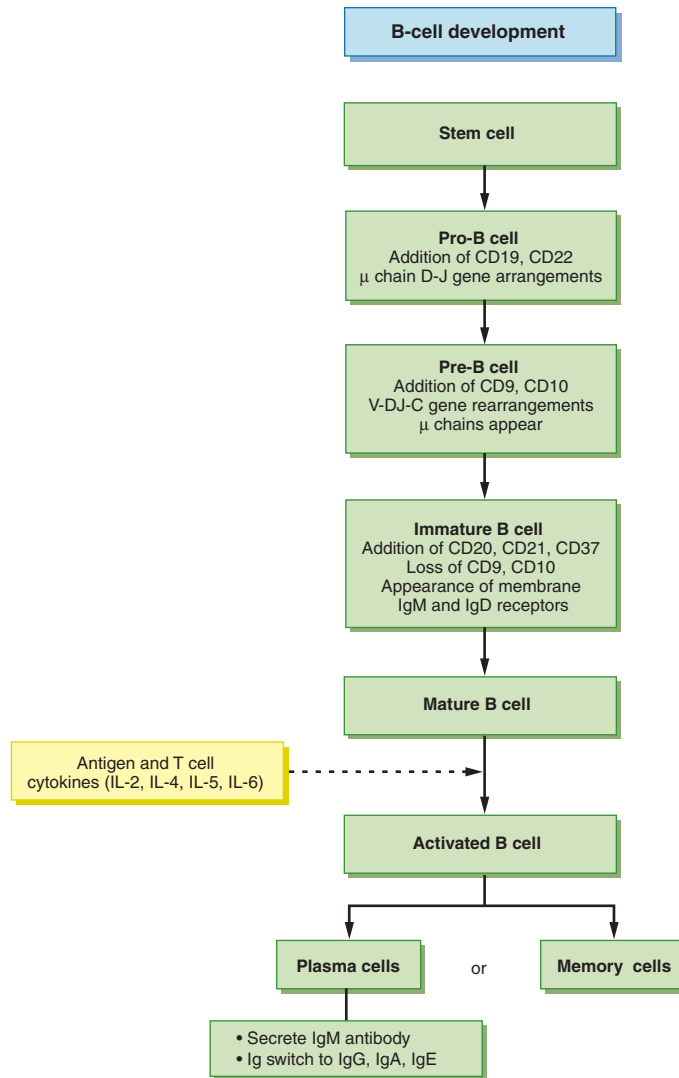 B-cell development
Stem cell
Pro-B cell
Addition of CD19, CD22
μ chain D-J gene arrangements
Pre-B cell
Addition of CD9, CD10
V-DJ-C gene rearrangements
μ chains appear
Immature B cell
Addition of CD20, CD21, CD37
Loss of CD9, CD10
Appearance of membrane
IgM and IgD receptors
Mature B cell
Antigen and T cell
cytokines (IL-2, IL-4, IL-5, IL-6)
Activated B cell
Plasma cells
or
Memory cells
• Secrete IgM antibody
• Ig switch to IgG, IgA, IgE